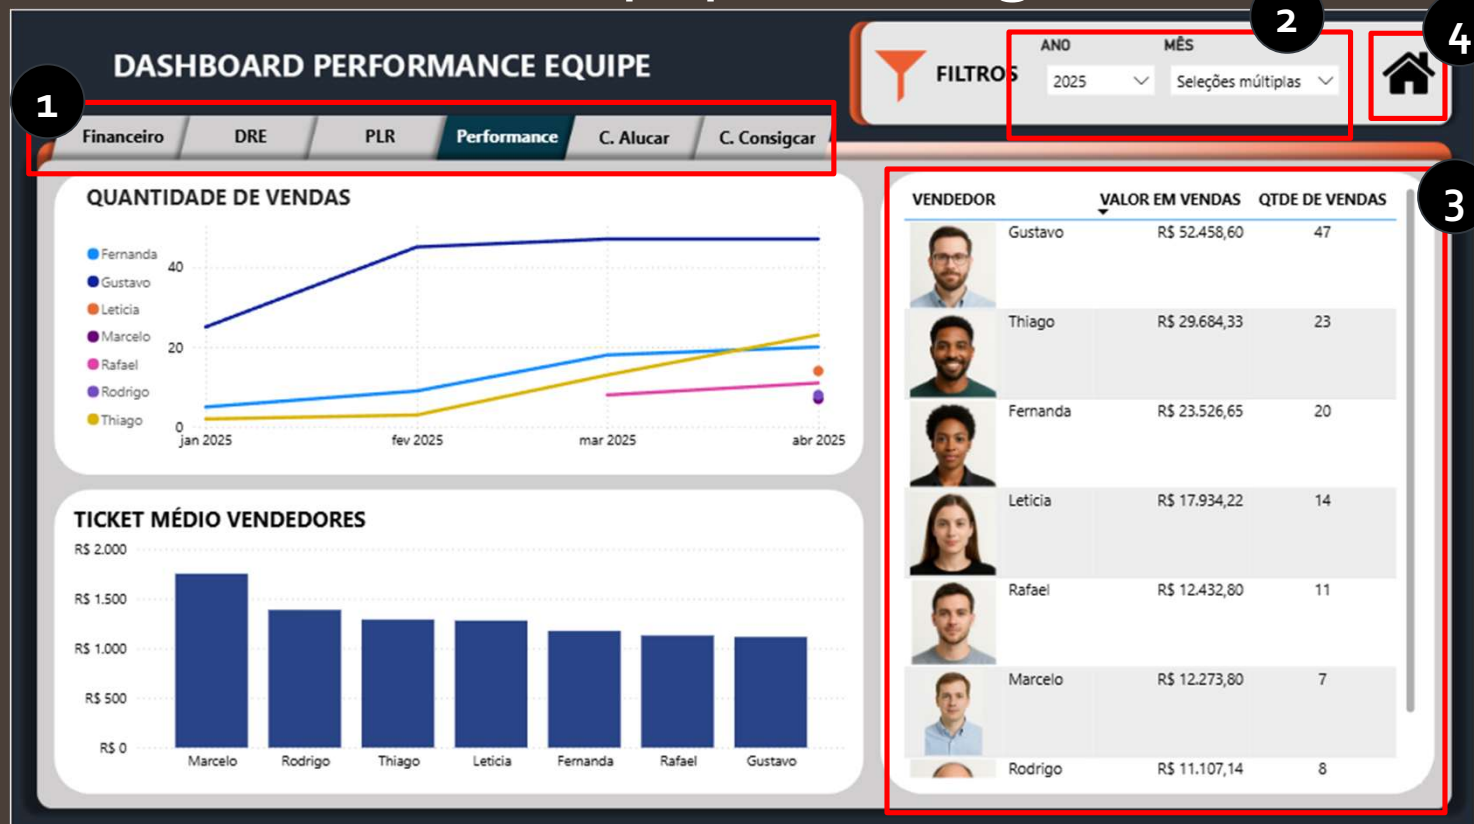 2
4
ANO
MÊS
DASHBOARD PERFORMANCE EQUIPE
FILTROS
2025
Seleções múltiplas
1
Financeiro
DRE
PLR
Performance
C. Alucar
C. Consigcar
3
QUANTIDADE DE VENDAS
Fernanda
Gustavo
Leticia
Marcelo
Rafael
Rodrigo
Thiago
40
20
0
jan 2025
fev 2025
mar 2025
abr 2025
TICKET MÉDIO VENDEDORES
R$ 2.000
R$ 1.500
R$ 1.000
R$ 500
R$ 0
Marcelo
Rodrigo
Thiago
Leticia
Fernanda
Rafael
Gustavo
VENDEDOR VALOR EM VENDAS QTDE DE VENDAS
Gustavo R$ 52.458,60 47
Thiago R$ 29.684,33 23
Fernanda R$ 23.526,65 20
Leticia R$ 17.934,22 14
Rafael R$ 12.432,80 11
Marcelo R$ 12.273,80 7
Rodrigo R$ 11.107,14 8